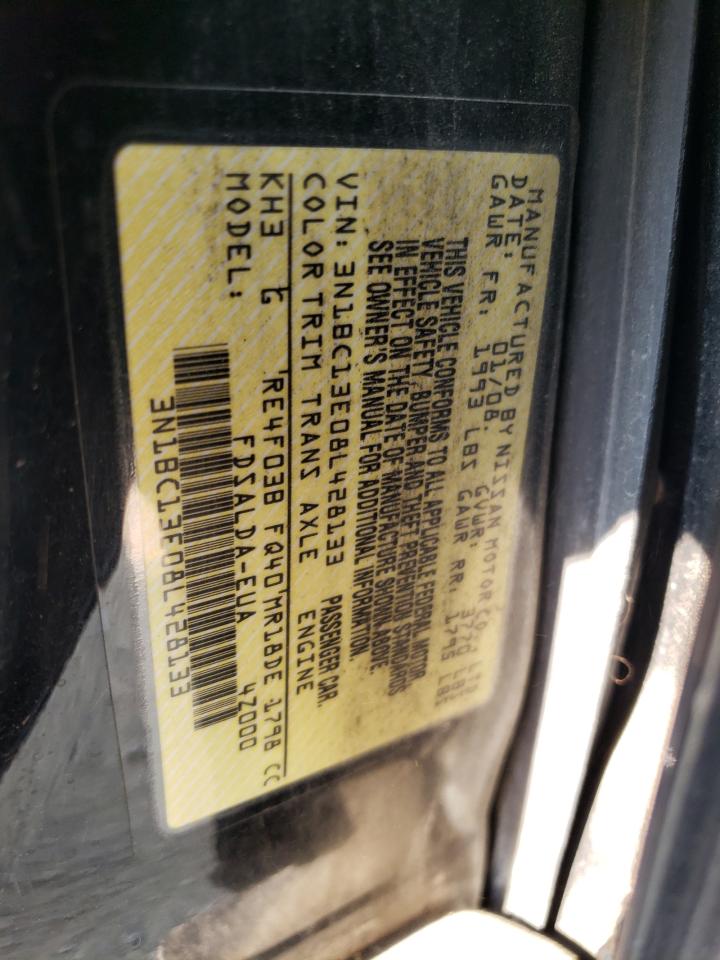 MANUFACTURED BY NISSAN MOTOR CO., LTD.
DATE: 01/08. GVWR: 3770 LBS
GAWR FR: 1993 LBS GAWR RR: 1795 LBS
THIS VEHICLE CONFORMS TO ALL APPLICABLE FEDERAL MOTOR
VEHICLE SAFETY, BUMPER AND THEFT PREVENTION STANDARDS
IN EFFECT ON THE DATE OF MANUFACTURE SHOWN ABOVE.
SEE OWNER'S MANUAL FOR ADDITIONAL INFORMATION.
VIN: 3N1BC13E08L428133 PASSENGER CAR.
COLOR TRIM TRANS AXLE ENGINE
KH3 G RE4F03B FQ40 MR18DE 1798 CC
MODEL: FDSALDA-EUA 4Z000
3N1BC13E08L428133